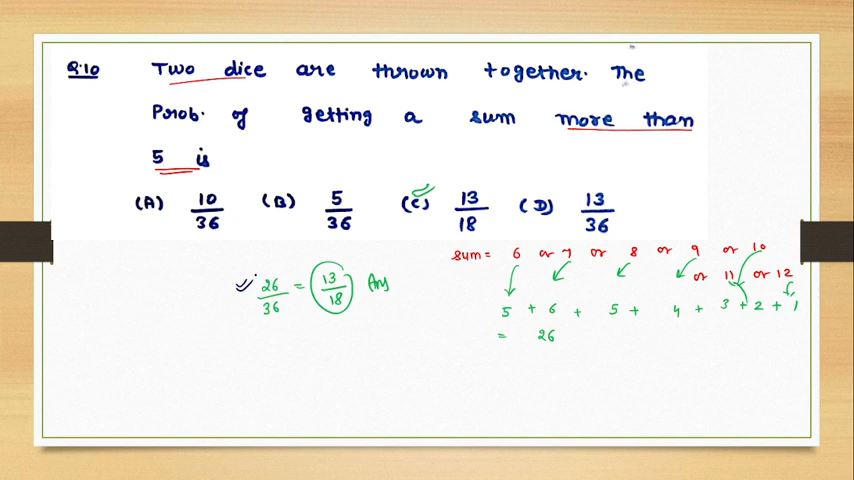 Q.10 Two dice are thrown together. The
Prob. of getting a sum more than
5 is
(A) 10/36 (B) 5/36 (C) 13/18 (D) 13/36
sum = 6 or 7 or 8 or 9 or 10
or 11 or 12
26/36 = 13/18 Ans
5 + 6 + 5 + 4 + 3 + 2 + 1
= 26